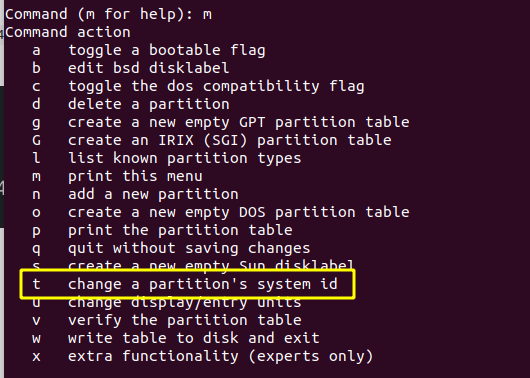 Command (m for help): m
Command action
a toggle a bootable flag
b edit bsd disklabel
c toggle the dos compatibility flag
d delete a partition
g create a new empty GPT partition table
G create an IRIX (SGI) partition table
l list known partition types
m print this menu
n add a new partition
o create a new empty DOS partition table
p print the partition table
q quit without saving changes
s create a new empty Sun disklabel
t change a partition's system id
u change display/entry units
v verify the partition table
w write table to disk and exit
x extra functionality (experts only)